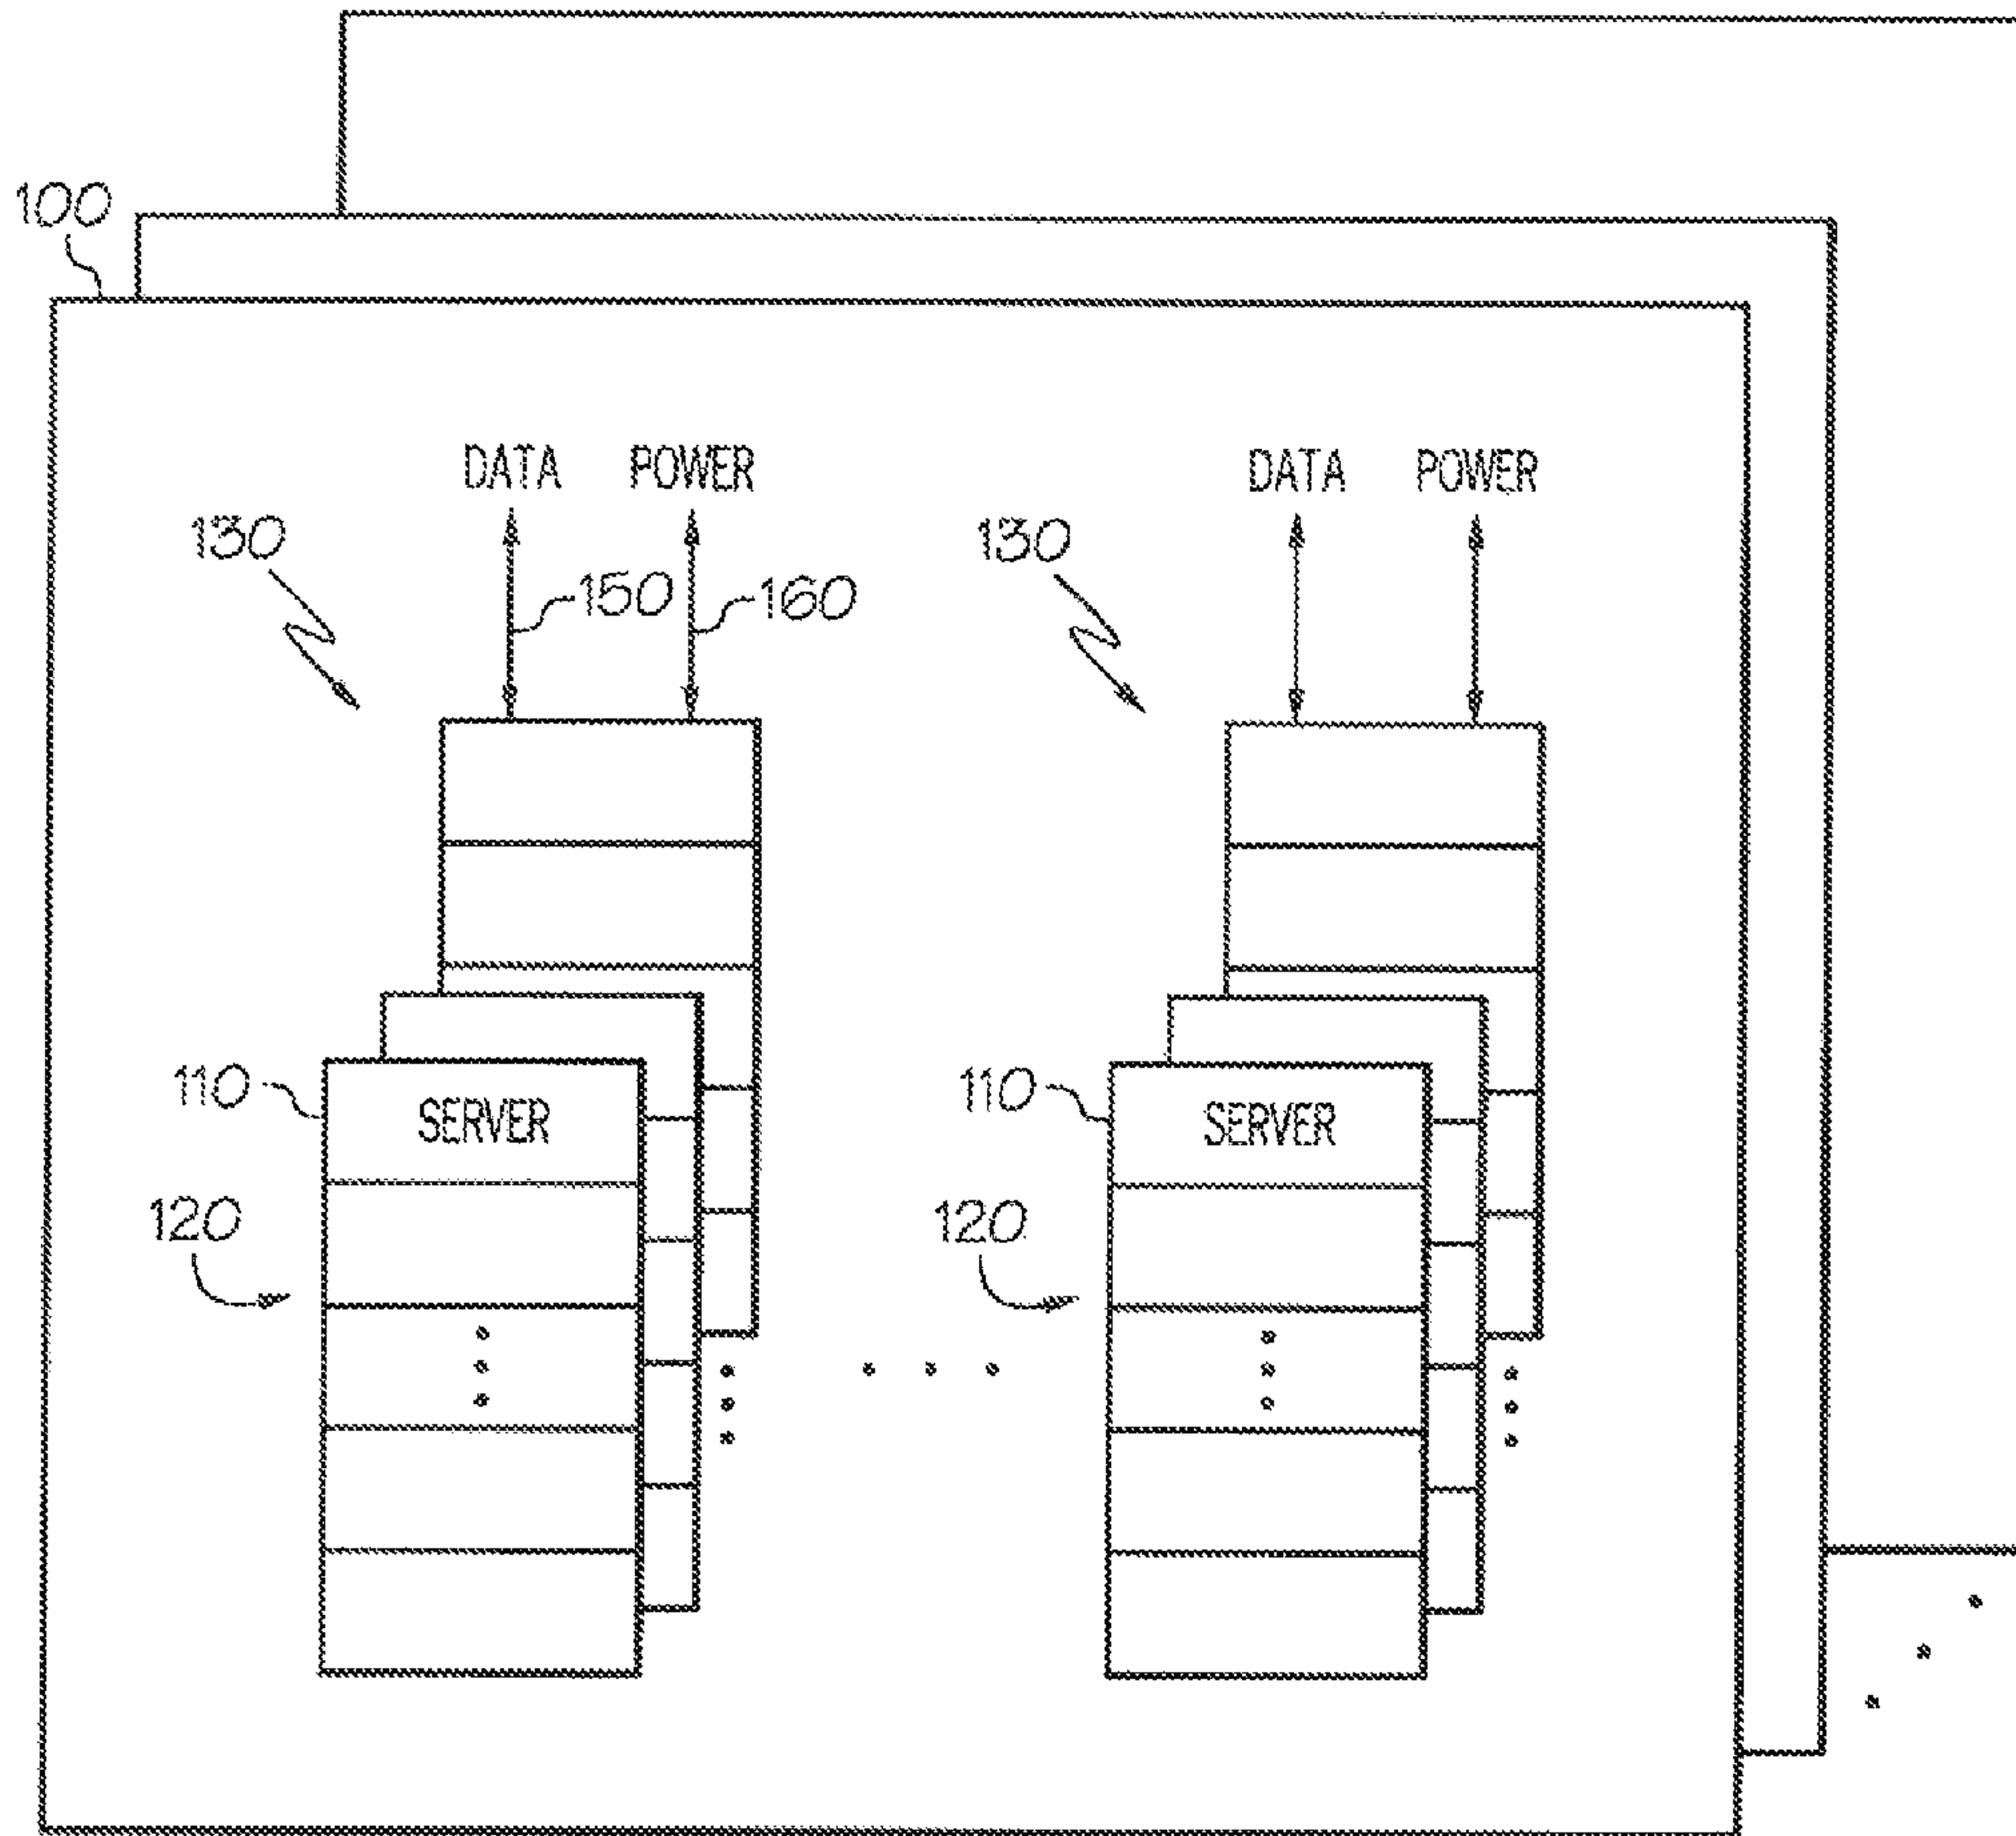 100
DATA POWER DATA POWER
130 130
150 160
110 SERVER 110 SERVER
120 120